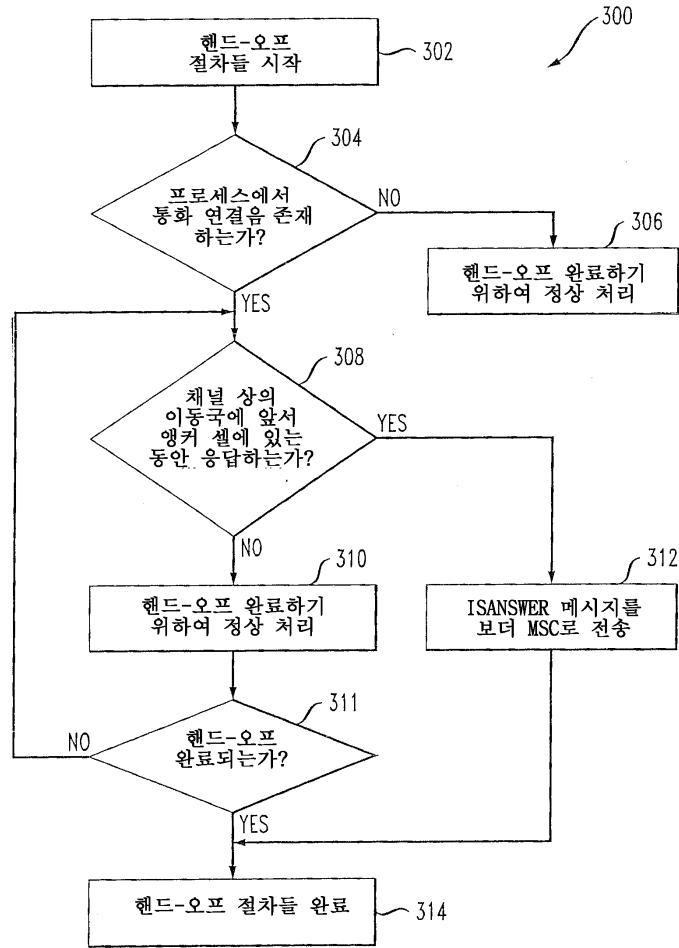 300
핸드-오프
절차들 시작
302
304
프로세스에서
통화 연결음 존재
하는가?
NO
306
핸드-오프 완료하기
위하여 정상 처리
YES
308
채널 상의
이동국에 앞서
앵커 셀에 있는
동안 응답하는가?
YES
NO
310
핸드-오프 완료하기
위하여 정상 처리
312
ISANSWER 메시지를
보더 MSC로 전송
311
핸드-오프
완료되는가?
NO
YES
핸드-오프 절차들 완료
314